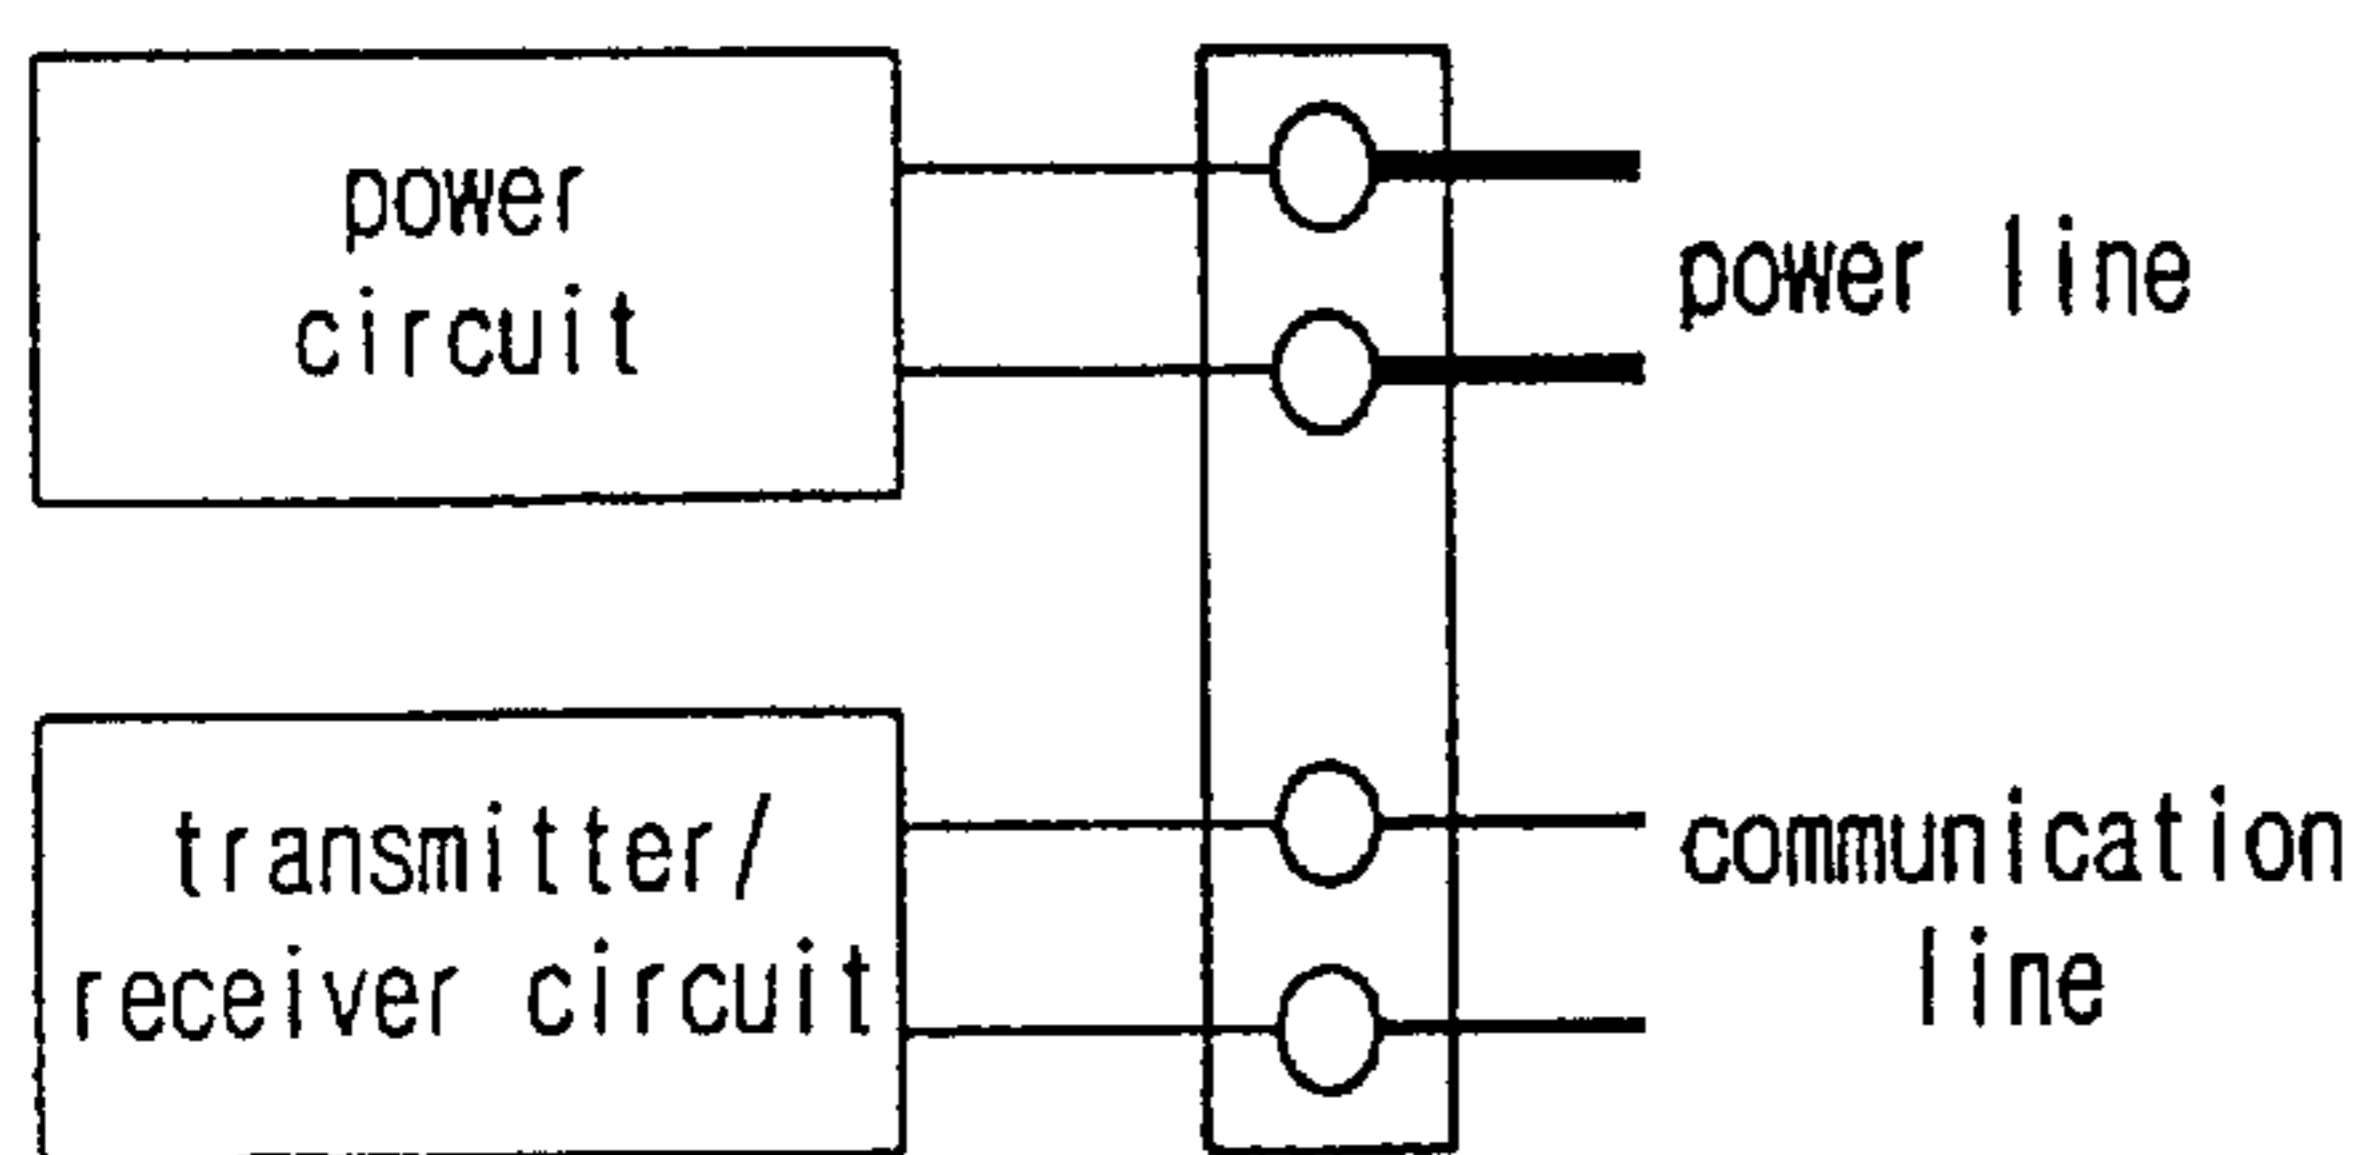 power
circuit
power line
transmitter/
receiver circuit
communication
line